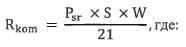 R_kom = (P_sr × S × W) / 21, где: